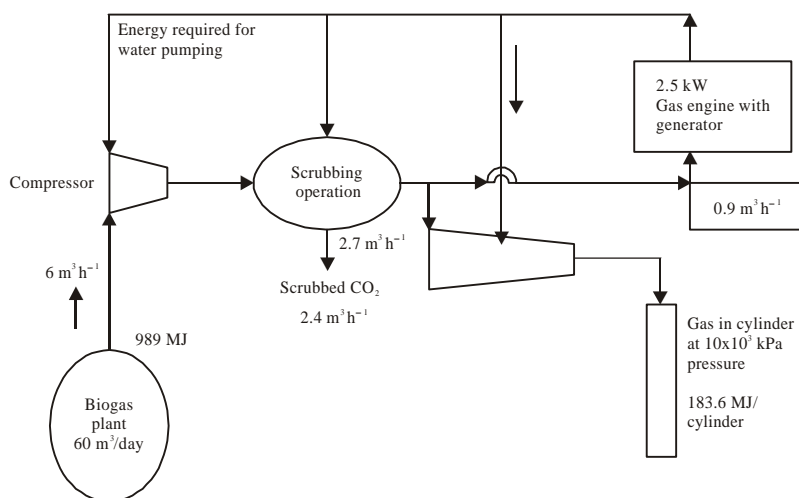 Energy required for
water pumping
2.5 kW
Gas engine with
generator
Compressor
Scrubbing
operation
0.9 m³h⁻¹
2.7 m³h⁻¹
6 m³h⁻¹
Scrubbed CO₂
2.4 m³h⁻¹
989 MJ
Gas in cylinder
at 10x10³ kPa
pressure
183.6 MJ/
cylinder
Biogas
plant
60 m³/day